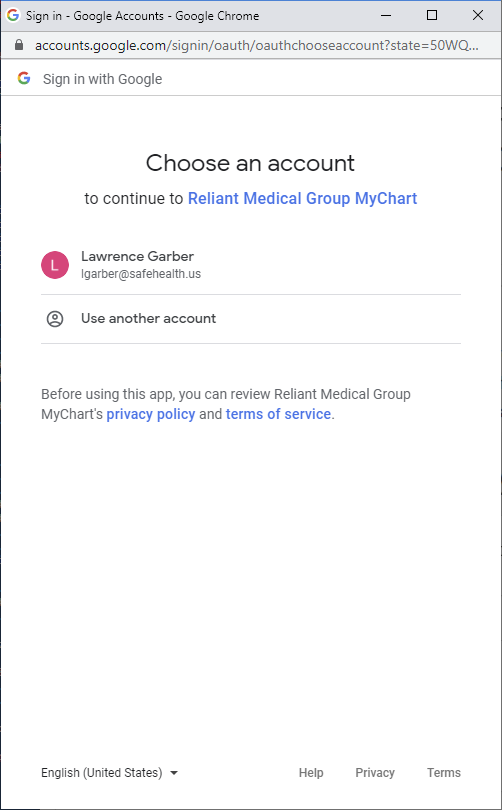 Sign in - Google Accounts - Google Chrome
accounts.google.com/signin/oauth/oauthchooseaccount?state=50WQ...
Sign in with Google
Choose an account
to continue to Reliant Medical Group MyChart
L
Lawrence Garber
lgarber@safehealth.us
Use another account
Before using this app, you can review Reliant Medical Group
MyChart's privacy policy and terms of service.
English (United States) Help Privacy Terms